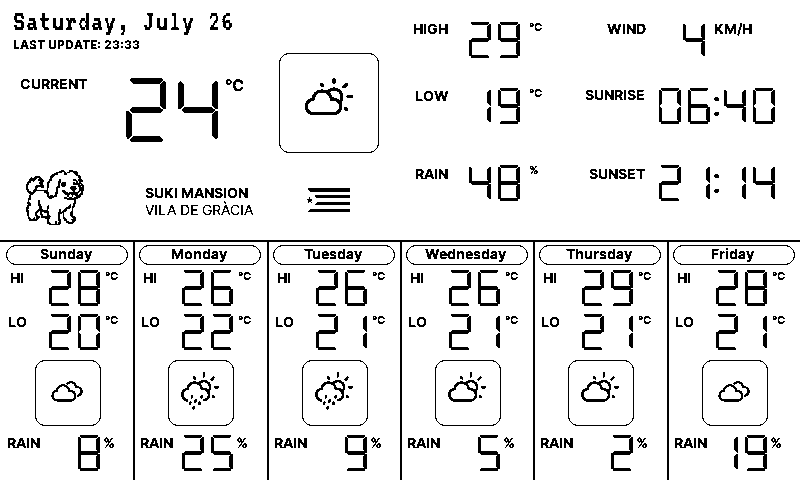 Saturday, July 26
LAST UPDATE: 23:33
CURRENT 24 °C
HIGH 29 °C
WIND 4 KM/H
LOW 19 °C
SUNRISE 06:40
RAIN 48 %
SUNSET 21:14
SUKI MANSION
VILA DE GRÀCIA
Sunday
HI 28 °C
LO 20 °C
RAIN 8 %
Monday
HI 26 °C
LO 22 °C
RAIN 25 %
Tuesday
HI 26 °C
LO 21 °C
RAIN 9 %
Wednesday
HI 26 °C
LO 21 °C
RAIN 5 %
Thursday
HI 29 °C
LO 21 °C
RAIN 2 %
Friday
HI 28 °C
LO 21 °C
RAIN 19 %